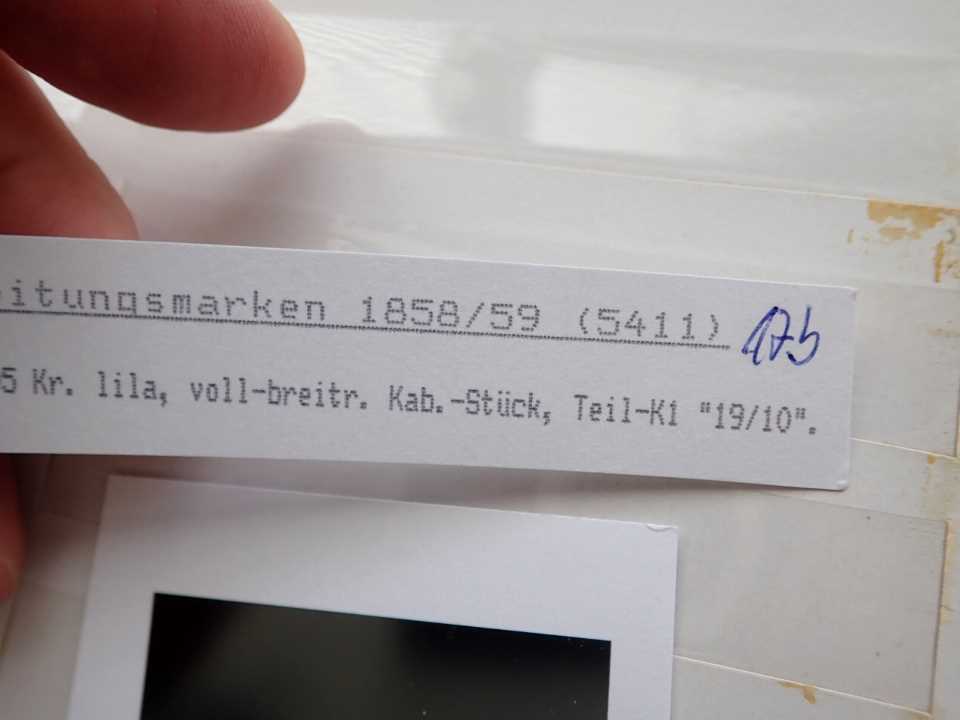 itungsmarken 1858/59 (5411) 17b
5 Kr. lila, voll-breitr. Kab.-Stück, Teil-K1 "19/10".